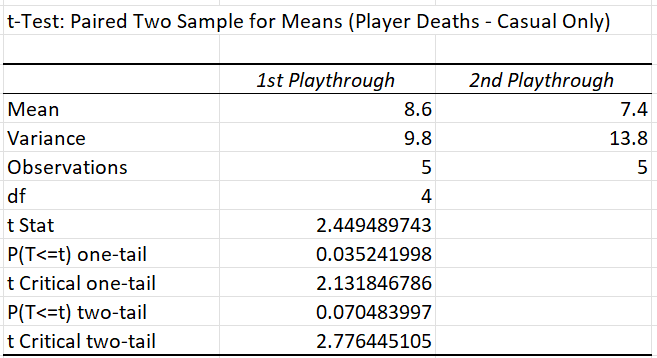 t-Test: Paired Two Sample for Means (Player Deaths - Casual Only)
1st Playthrough 2nd Playthrough
Mean 8.6 7.4
Variance 9.8 13.8
Observations 5 5
df 4
t Stat 2.449489743
P(T<=t) one-tail 0.035241998
t Critical one-tail 2.131846786
P(T<=t) two-tail 0.070483997
t Critical two-tail 2.776445105